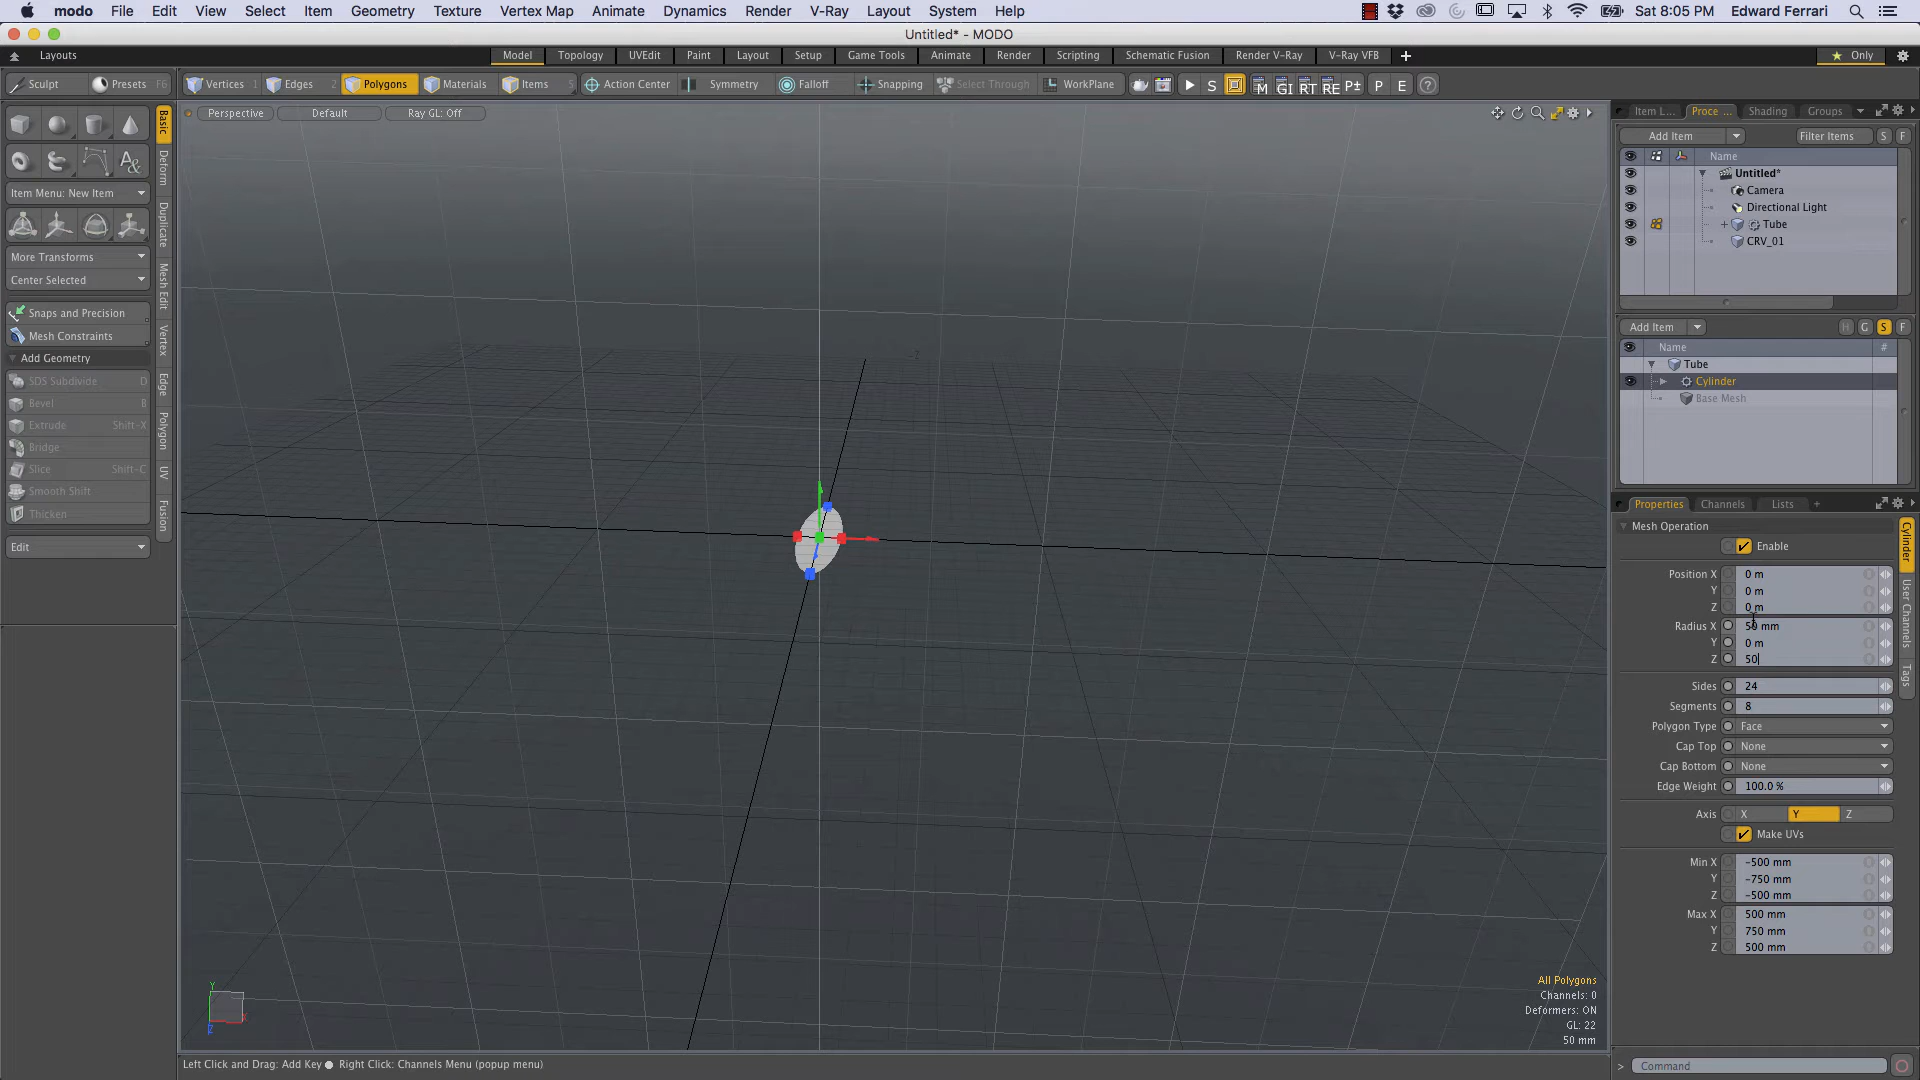 modo File Edit View Select Item Geometry Texture Vertex Map Animate Dynamics Render V-Ray Layout System Help Sat 8:05 PM Edward Ferrari
Untitled* - MODO
Layouts Model Topology UVEdit Paint Layout Setup Game Tools Animate Render Scripting Schematic Fusion Render V-Ray V-Ray VFB + Only
Sculpt Presets F6 Vertices 1 Edges 2 Polygons Materials Items 5 Action Center Symmetry Falloff Snapping Select Through WorkPlane S M GI RT RE P± P E ?
Perspective Default Ray GL: Off
Basic
Deform
Duplicate
Mesh Edit
Vertex
Edge
Polygon
UV
Fusion
Item Menu: New Item
More Transforms
Center Selected
Snaps and Precision
Mesh Constraints
Add Geometry
SDS Subdivide D
Bevel B
Extrude Shift-X
Bridge
Slice Shift-C
Smooth Shift
Thicken
Edit
Y
X
Z
All Polygons
Channels: 0
Deformers: ON
GL: 22
50 mm
Left Click and Drag: Add Key Right Click: Channels Menu (popup menu)
Item L... Proce ... Shading Groups
Add Item Filter Items S F
Name
Untitled*
Camera
Directional Light
+ Tube
CRV_01
Add Item H G S F
Name #
Tube
Cylinder
Base Mesh
Properties Channels Lists +
Mesh Operation
Enable
Position X 0 m
Y 0 m
Z 0 m
Radius X 50 mm
Y 0 m
Z 50
Sides 24
Segments 8
Polygon Type Face
Cap Top None
Cap Bottom None
Edge Weight 100.0 %
Axis X Y Z
Make UVs
Min X -500 mm
Y -750 mm
Z -500 mm
Max X 500 mm
Y 750 mm
Z 500 mm
Cylinder
User Channels
Tags
> Command